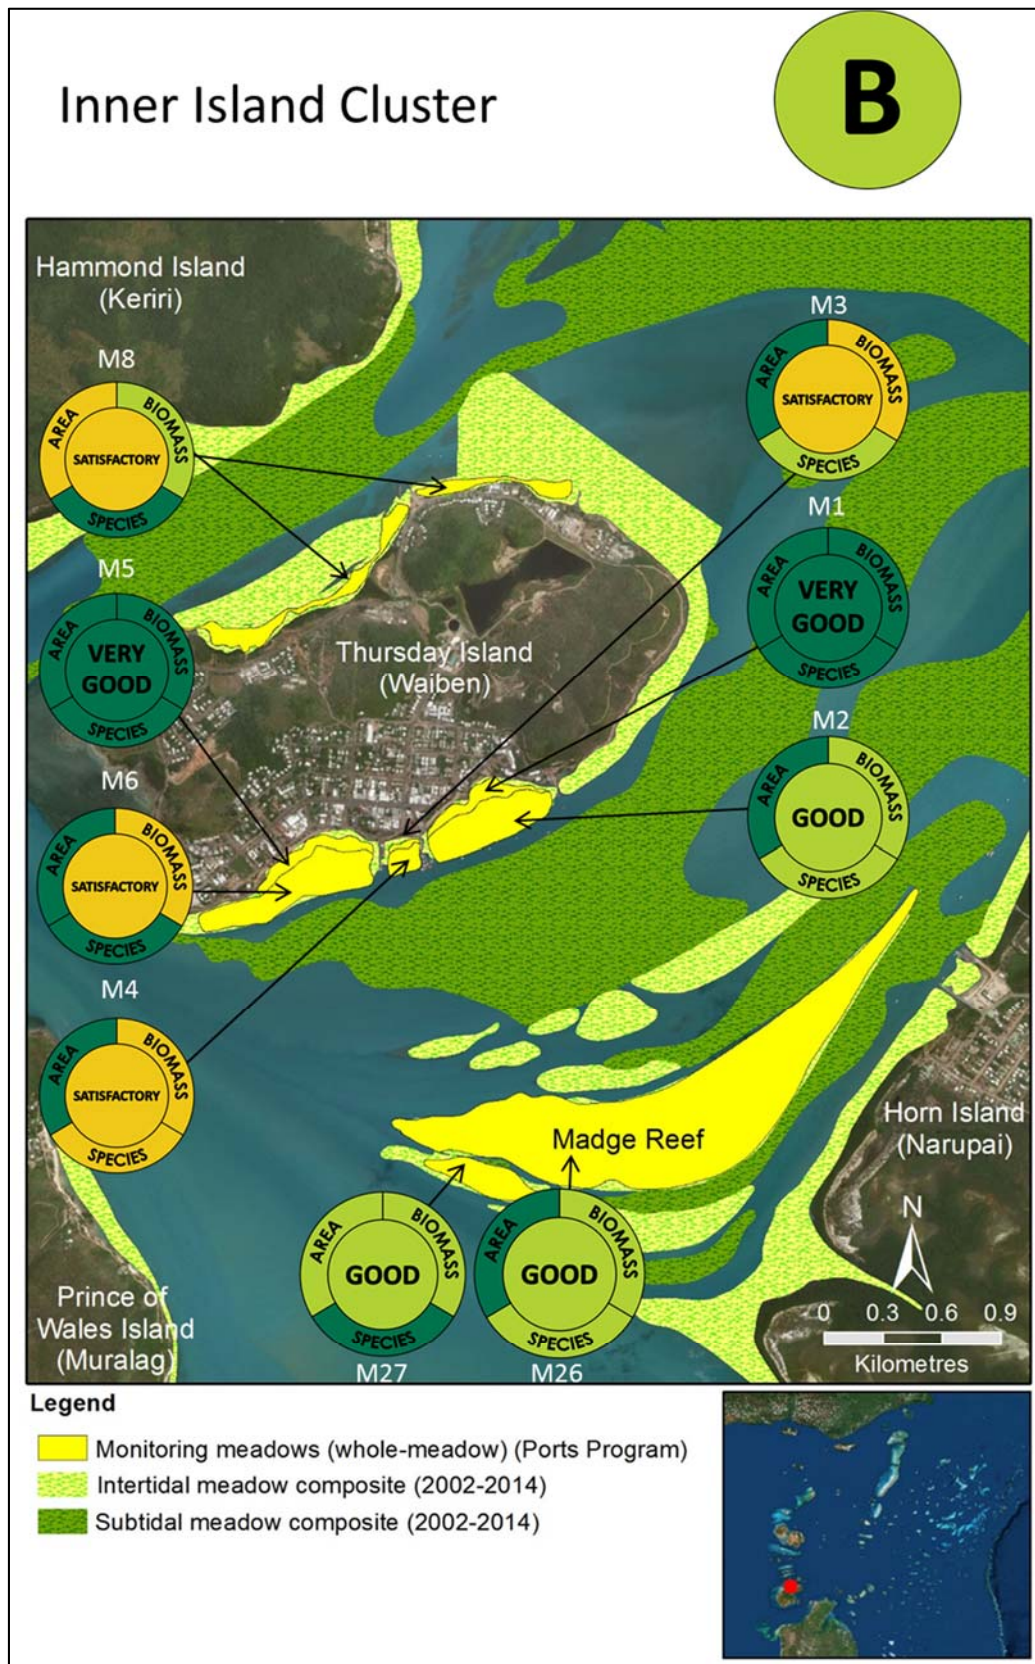 Inner Island Cluster
B
Hammond Island
(Keriri)
M8
AREA
BIOMASS
SATISFACTORY
SPECIES
M3
AREA
BIOMASS
SATISFACTORY
SPECIES
M5
AREA
BIOMASS
VERY
GOOD
SPECIES
M1
AREA
BIOMASS
VERY
GOOD
SPECIES
Thursday Island
(Waiben)
M6
AREA
BIOMASS
SATISFACTORY
SPECIES
M2
AREA
BIOMASS
GOOD
SPECIES
M4
AREA
BIOMASS
SATISFACTORY
SPECIES
Madge Reef
Horn Island
(Narupai)
AREA
BIOMASS
GOOD
SPECIES
M27
AREA
BIOMASS
GOOD
SPECIES
M26
N
0 0.3 0.6 0.9
Kilometres
Prince of
Wales Island
(Muralag)
Legend
Monitoring meadows (whole-meadow) (Ports Program)
Intertidal meadow composite (2002-2014)
Subtidal meadow composite (2002-2014)